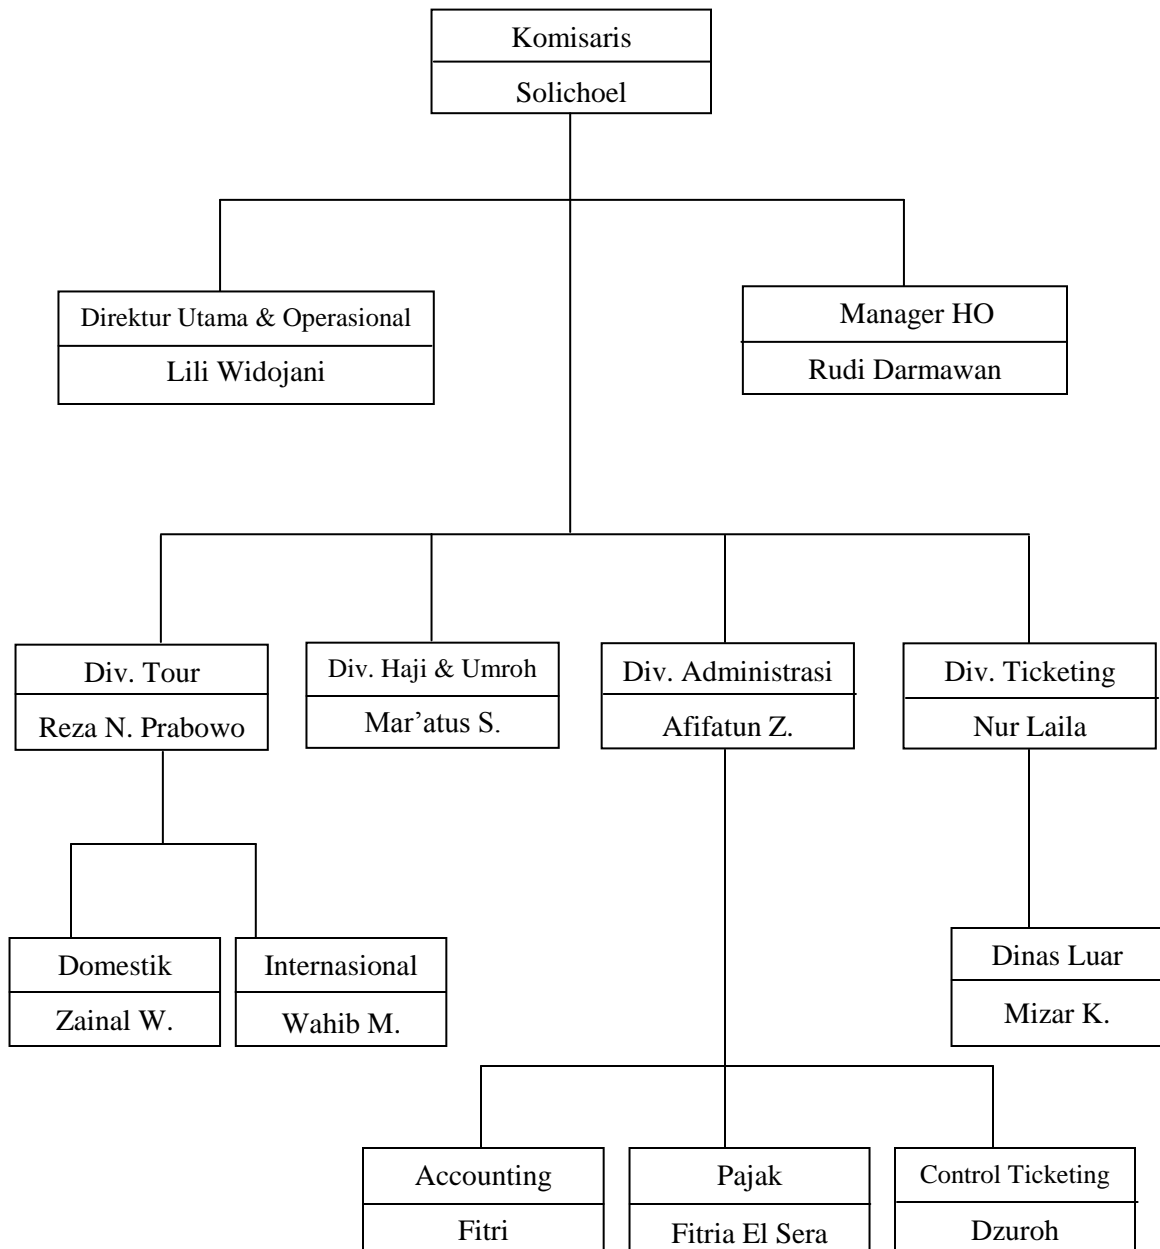 Komisaris
Solichoel
Direktur Utama & Operasional
Lili Widojani
Manager HO
Rudi Darmawan
Div. Tour
Reza N. Prabowo
Div. Haji & Umroh
Mar’atus S.
Div. Administrasi
Afifatun Z.
Div. Ticketing
Nur Laila
Domestik
Zainal W.
Internasional
Wahib M.
Dinas Luar
Mizar K.
Accounting
Fitri
Pajak
Fitria El Sera
Control Ticketing
Dzuroh